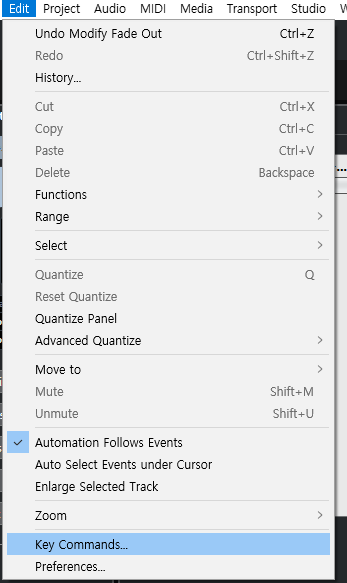 Edit Project Audio MIDI Media Transport Studio
Undo Modify Fade Out Ctrl+Z
Redo Ctrl+Shift+Z
History...
Cut Ctrl+X
Copy Ctrl+C
Paste Ctrl+V
Delete Backspace
Functions
Range
Select
Quantize Q
Reset Quantize
Quantize Panel
Advanced Quantize
Move to
Mute Shift+M
Unmute Shift+U
Automation Follows Events
Auto Select Events under Cursor
Enlarge Selected Track
Zoom
Key Commands...
Preferences...